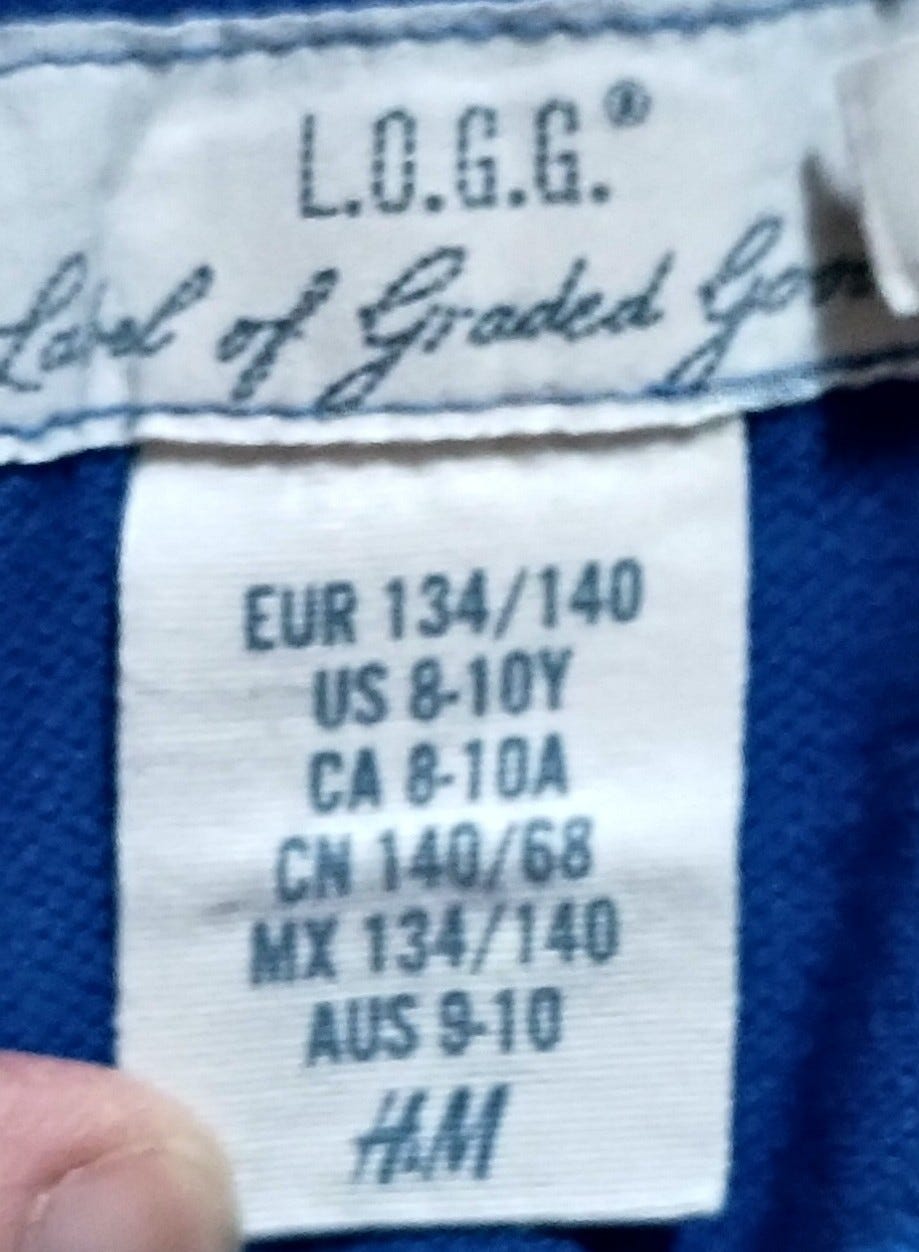 L.O.G.G.®
Label of Graded
EUR 134/140
US 8-10Y
CA 8-10A
CN 140/68
MX 134/140
AUS 9-10
H&M